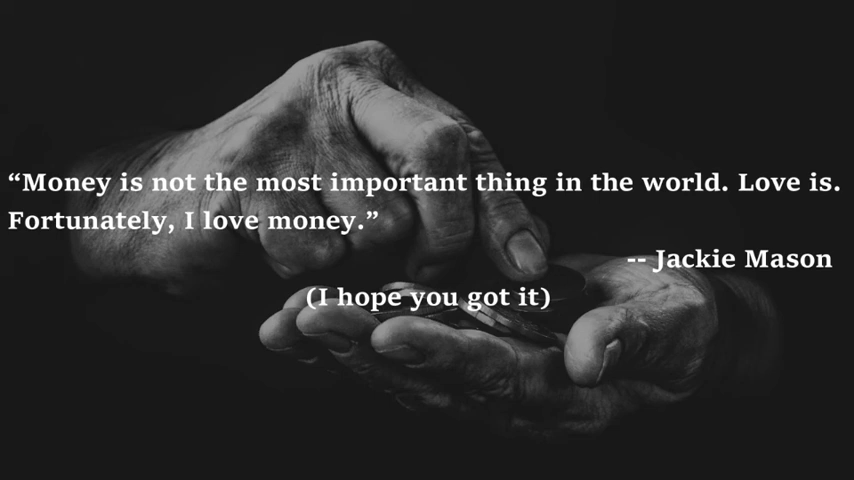 “Money is not the most important thing in the world. Love is.
Fortunately, I love money.”
-- Jackie Mason
(I hope you got it)